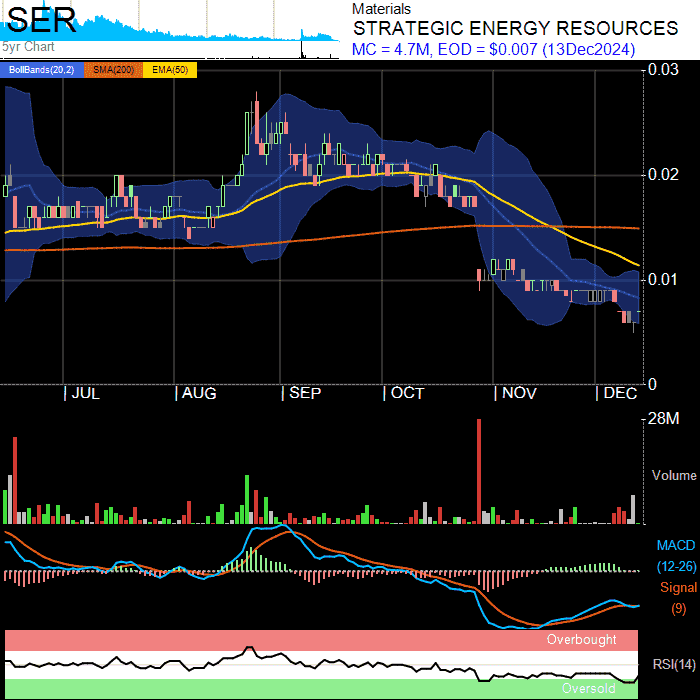 SER
5yr Chart
Materials
STRATEGIC ENERGY RESOURCES
MC = 4.7M, EOD = $0.007 (13Dec2024)
BollBands(20,2) SMA(200) EMA(50)
0.03
0.02
0.01
0
JUL AUG SEP OCT NOV DEC
28M
Volume
MACD
(12-26)
Signal
(9)
Overbought
RSI(14)
Oversold